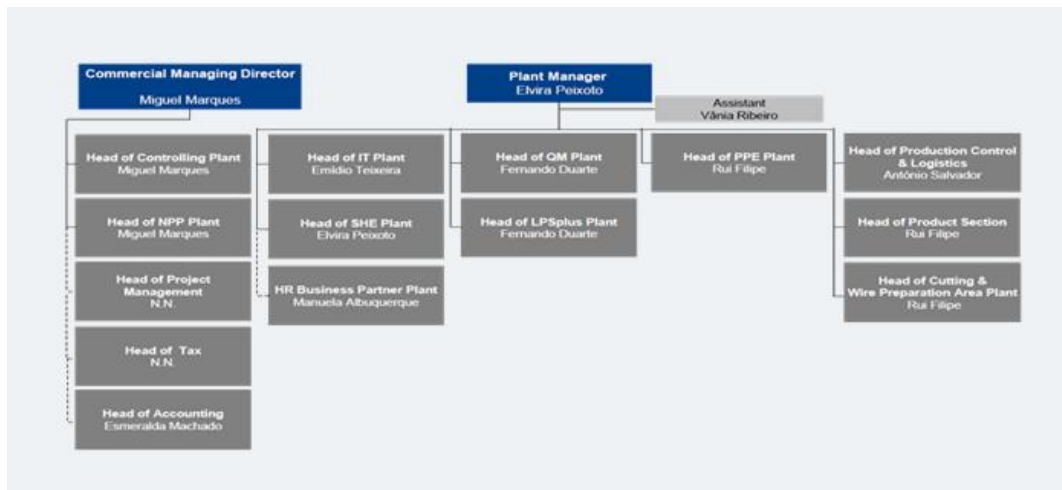 Commercial Managing Director
Miguel Marques
Plant Manager
Elvira Peixoto
Assistant
Vânia Ribeiro
Head of Controlling Plant
Miguel Marques
Head of NPP Plant
Miguel Marques
Head of Project
Management
N.N.
Head of Tax
N.N.
Head of Accounting
Esmeralda Machado
Head of IT Plant
Emídio Teixeira
Head of SHE Plant
Elvira Peixoto
HR Business Partner Plant
Manuela Albuquerque
Head of QM Plant
Fernando Duarte
Head of LPSplus Plant
Fernando Duarte
Head of PPE Plant
Rui Filipe
Head of Production Control
& Logistics
António Salvador
Head of Product Section
Rui Filipe
Head of Cutting &
Wire Preparation Area Plant
Rui Filipe